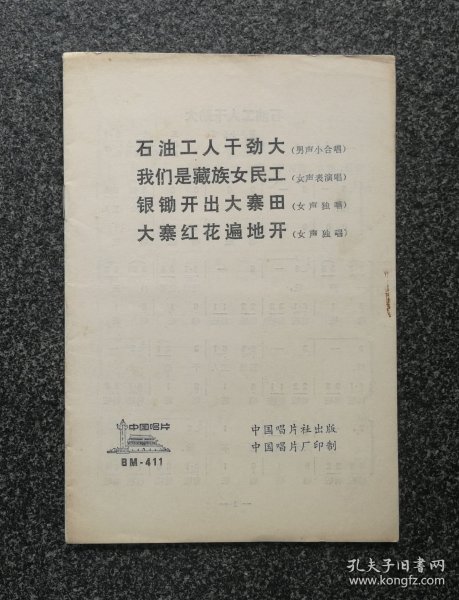 石油工人干劲大(男声小合唱)
我们是藏族女民工(女声表演唱)
银锄开出大寨田(女声独唱)
大寨红花遍地开(女声独唱)
中国唱片
BM-411
中国唱片社出版
中国唱片厂印制
孔夫子旧书网
book.kongfz.com